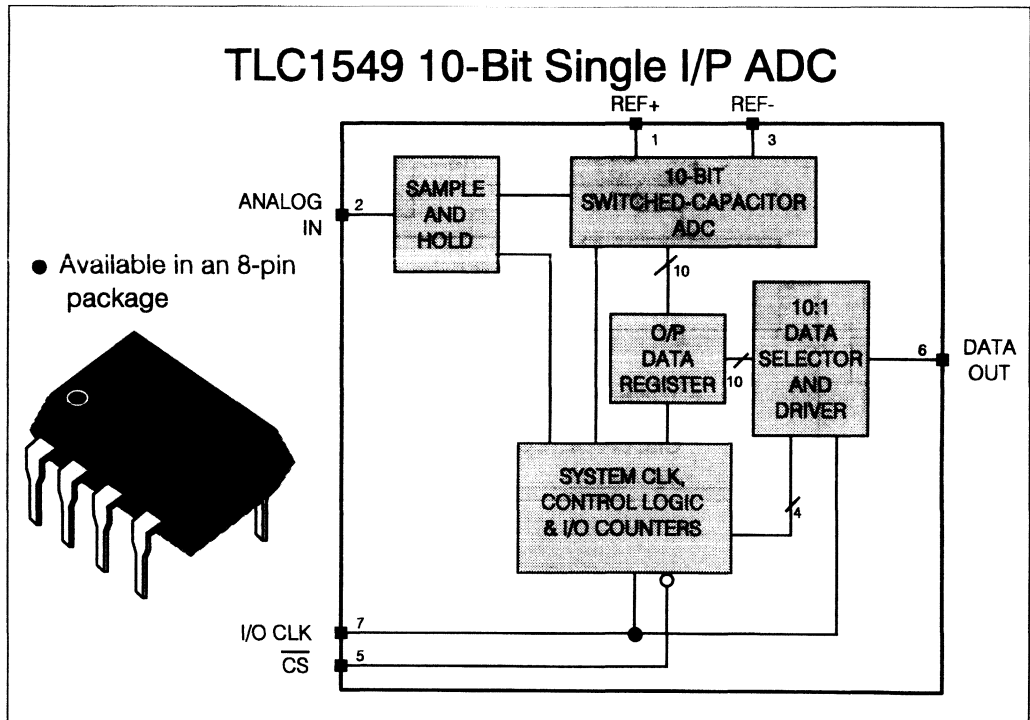 TLC1549 10-Bit Single I/P ADC
REF+
REF-
1
3
10-BIT
SWITCHED-CAPACITOR
ADC
SAMPLE
AND
HOLD
ANALOG
IN
2
● Available in an 8-pin
package
10
10:1
DATA
SELECTOR
AND
DRIVER
O/P
DATA
REGISTER
10
6
DATA
OUT
SYSTEM CLK,
CONTROL LOGIC
& I/O COUNTERS
4
I/O CLK
7
C̅S̅
5